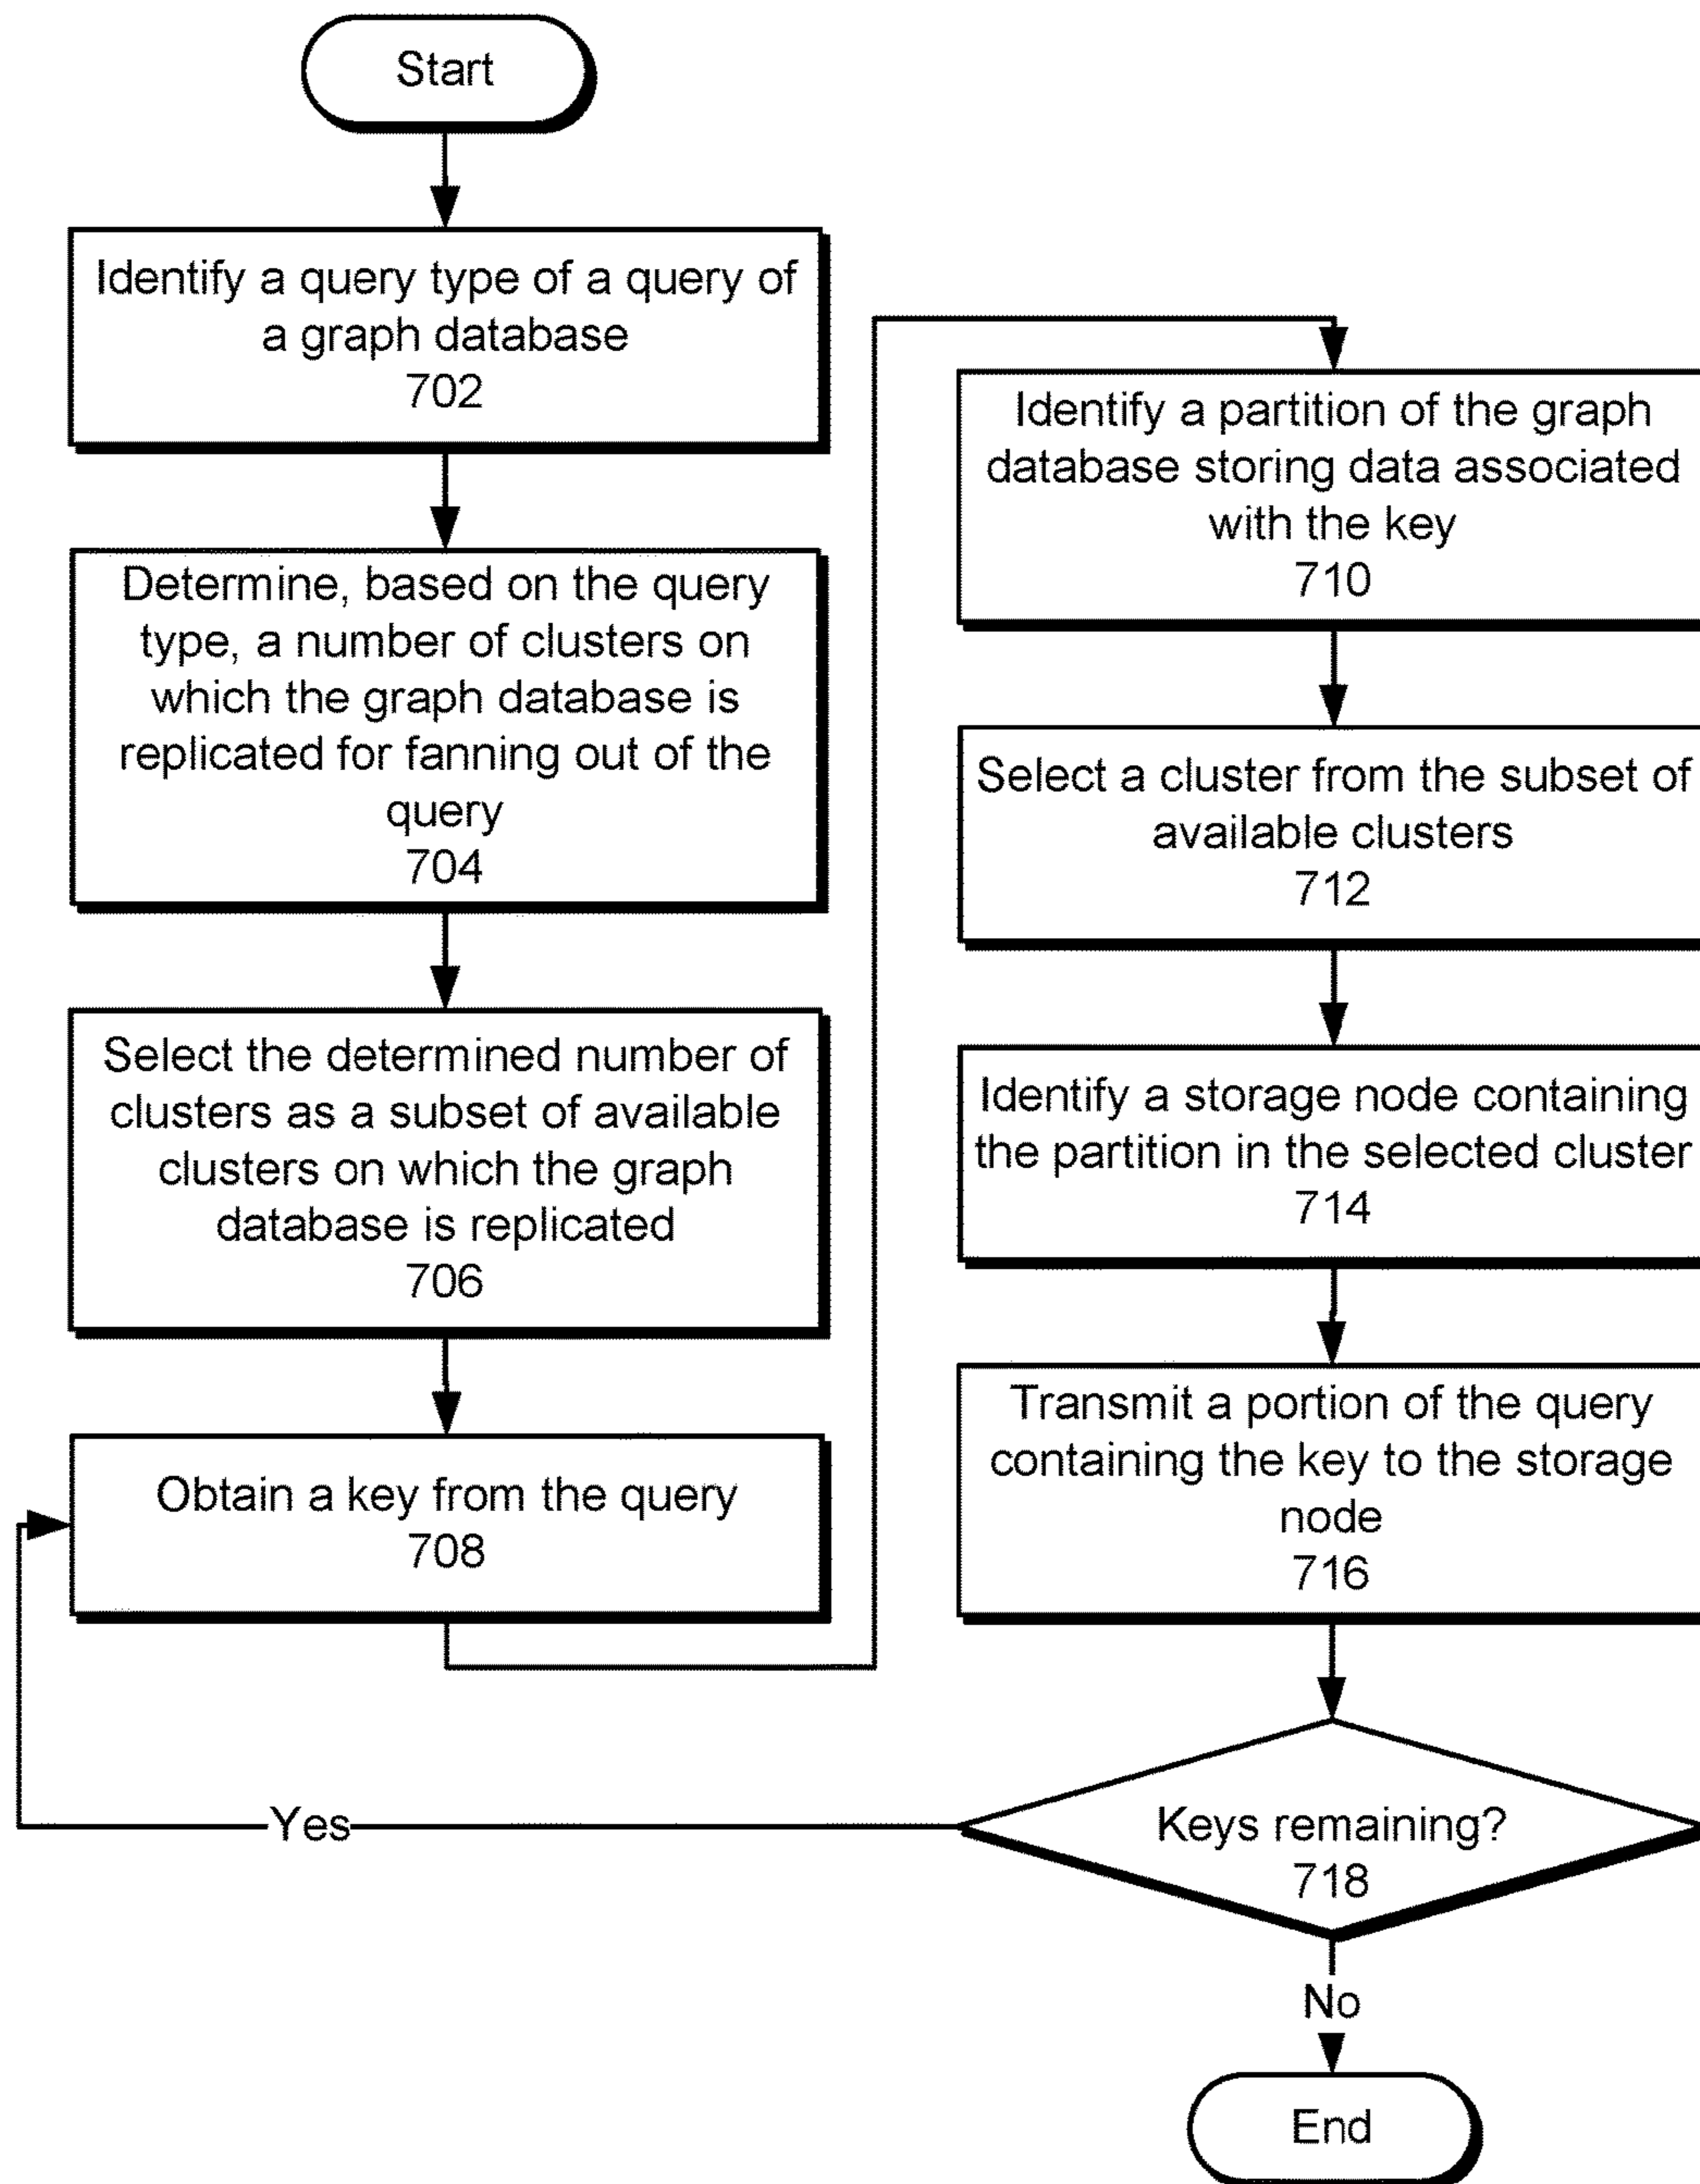 Start
Identify a query type of a query of
a graph database
702
Determine, based on the query
type, a number of clusters on
which the graph database is
replicated for fanning out of the
query
704
Select the determined number of
clusters as a subset of available
clusters on which the graph
database is replicated
706
Obtain a key from the query
708
Identify a partition of the graph
database storing data associated
with the key
710
Select a cluster from the subset of
available clusters
712
Identify a storage node containing
the partition in the selected cluster
714
Transmit a portion of the query
containing the key to the storage
node
716
Keys remaining?
718
Yes
No
End